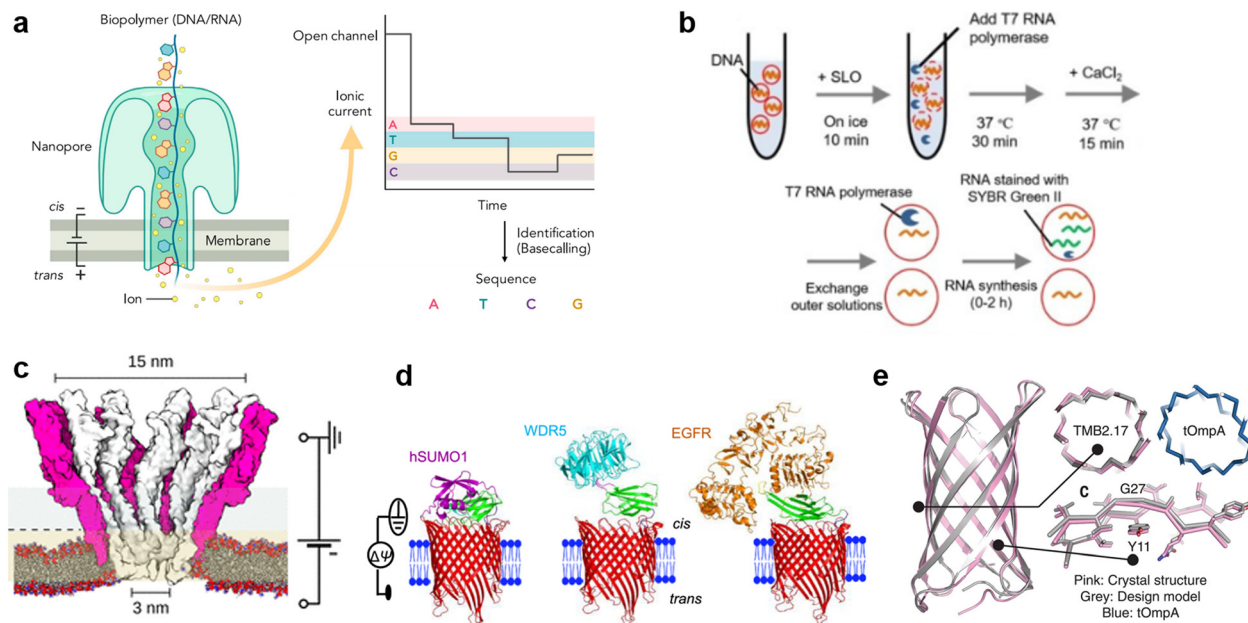 a
Biopolymer (DNA/RNA)
Open channel
Ionic
current
A
T
G
C
Nanopore
cis
Membrane
trans
Ion
Time
Identification
(Basecalling)
Sequence
A T C G
b
Add T7 RNA
polymerase
DNA
+ SLO
+ CaCl₂
On ice
10 min
37 °C
30 min
37 °C
15 min
T7 RNA polymerase
RNA stained with
SYBR Green II
Exchange
outer solutions
RNA synthesis
(0-2 h)
c
15 nm
3 nm
d
hSUMO1
WDR5
EGFR
ΔΨ
cis
trans
e
TMB2.17
tOmpA
C
G27
Y11
Pink: Crystal structure
Grey: Design model
Blue: tOmpA